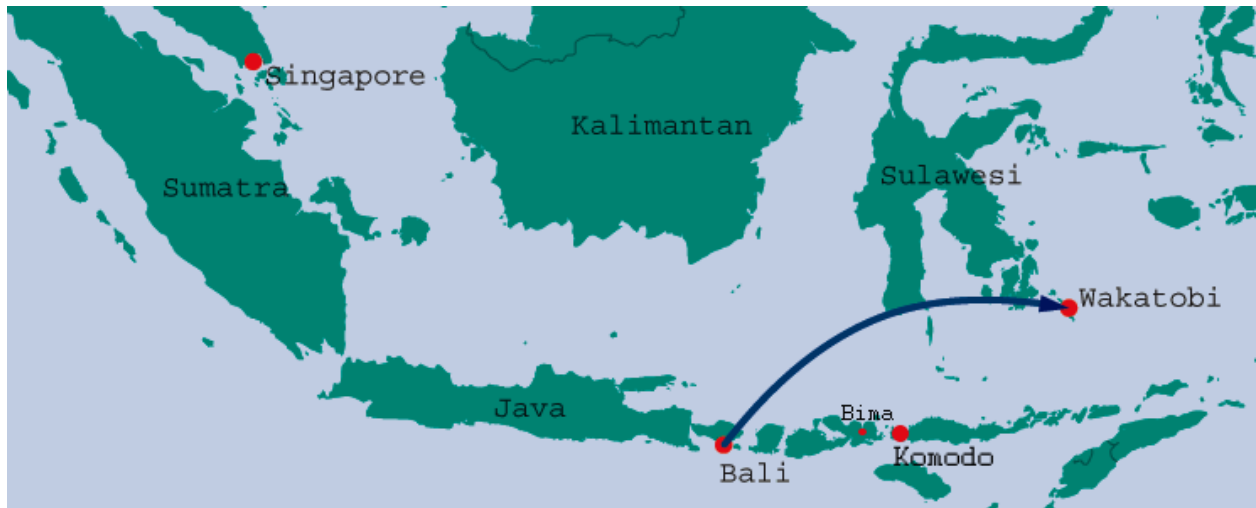 Singapore
Kalimantan
Sumatra
Sulawesi
Wakatobi
Java
Bima
Komodo
Bali